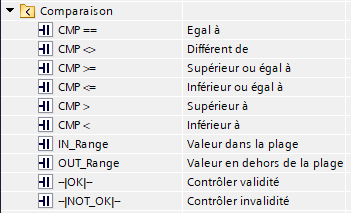 Comparaison
CMP == Egal à
CMP <> Différent de
CMP >= Supérieur ou égal à
CMP <= Inférieur ou égal à
CMP > Supérieur à
CMP < Inférieur à
IN_Range Valeur dans la plage
OUT_Range Valeur en dehors de la plage
–|OK|– Contrôler validité
–|NOT_OK|– Contrôler invalidité